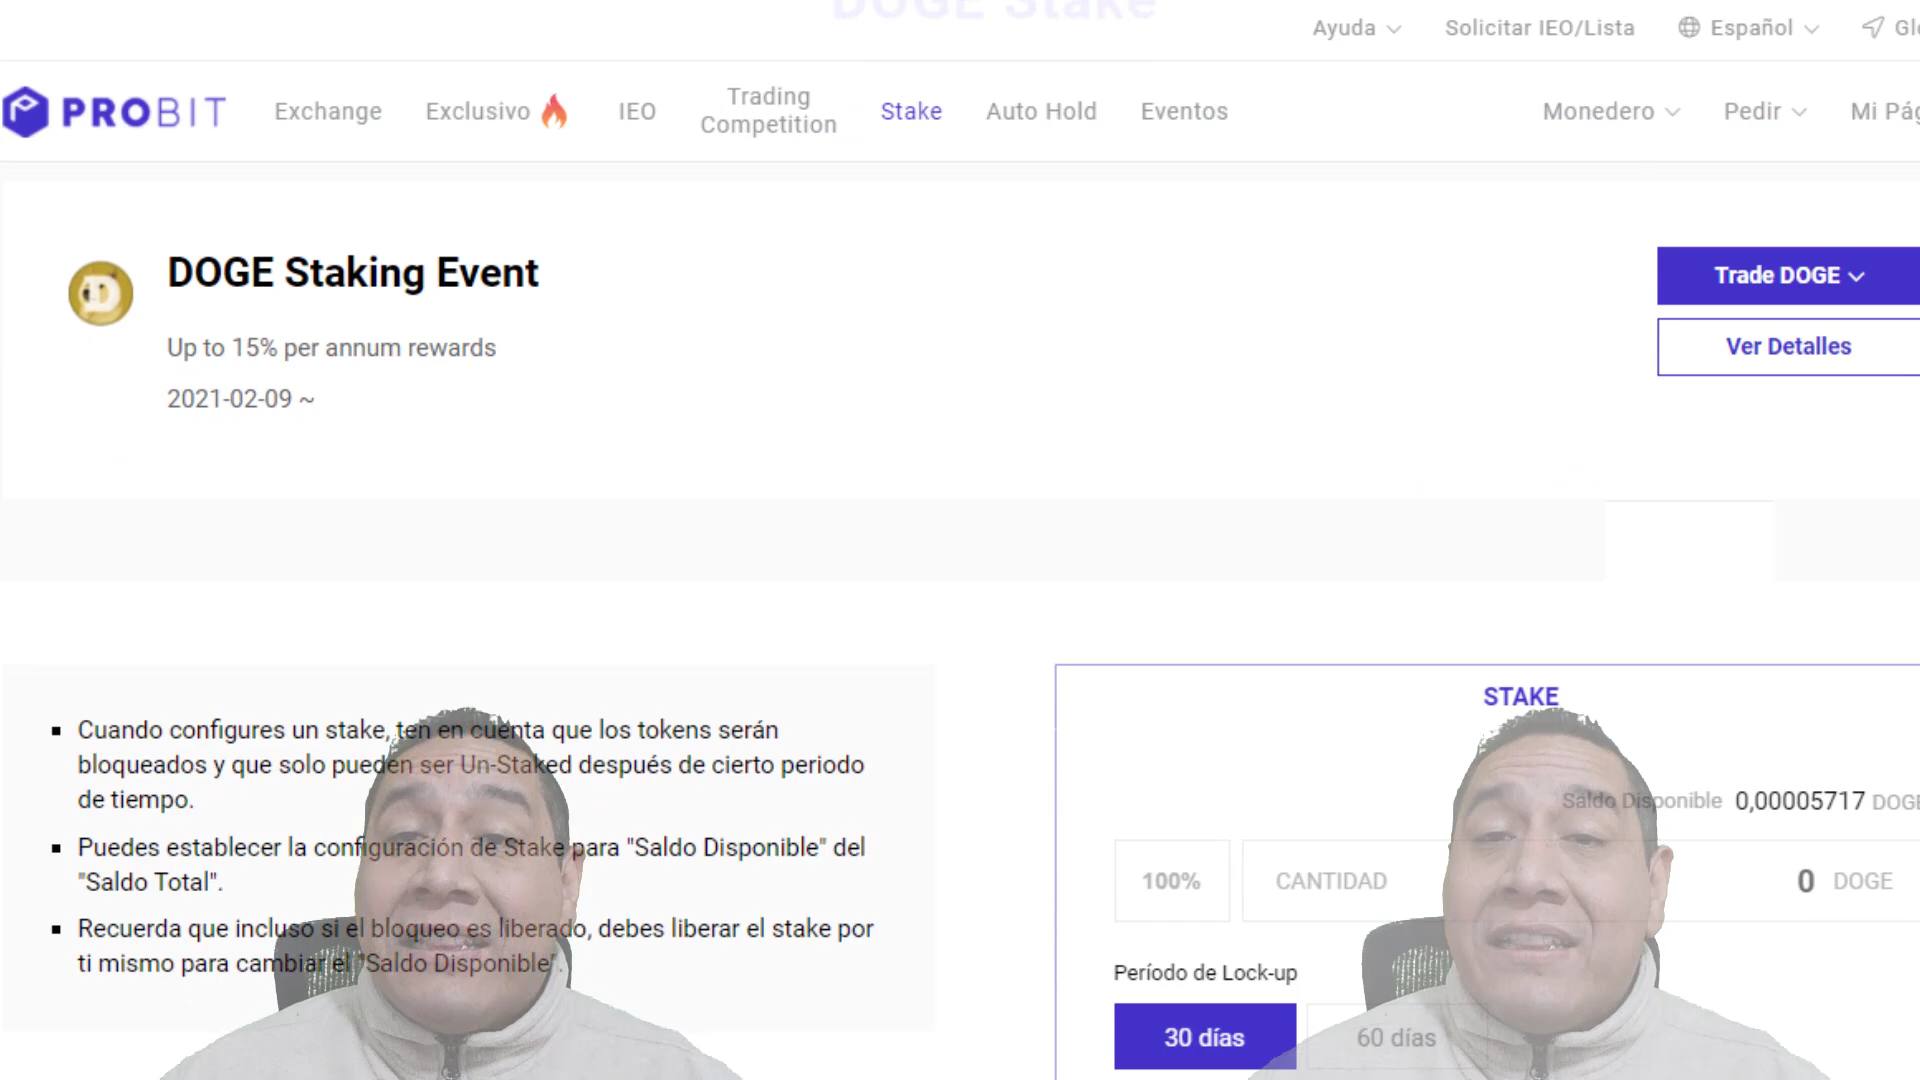 DOGE Stake
Ayuda
Solicitar IEO/Lista
Español
PROBIT
Exchange
Exclusivo
IEO
Trading
Competition
Stake
Auto Hold
Eventos
Monedero
Pedir
Mi Pág
DOGE Staking Event
Up to 15% per annum rewards
2021-02-09 ~
Trade DOGE
Ver Detalles
Cuando configures un stake, ten en cuenta que los tokens serán
bloqueados y que solo pueden ser Un-Staked después de cierto periodo
de tiempo.
Puedes establecer la configuración de Stake para "Saldo Disponible" del
"Saldo Total".
Recuerda que incluso si el bloqueo es liberado, debes liberar el stake por
ti mismo para cambiar el "Saldo Disponible".
STAKE
Saldo Disponible 0,00005717 DOGE
100%
CANTIDAD
0 DOGE
Período de Lock-up
30 días
60 días